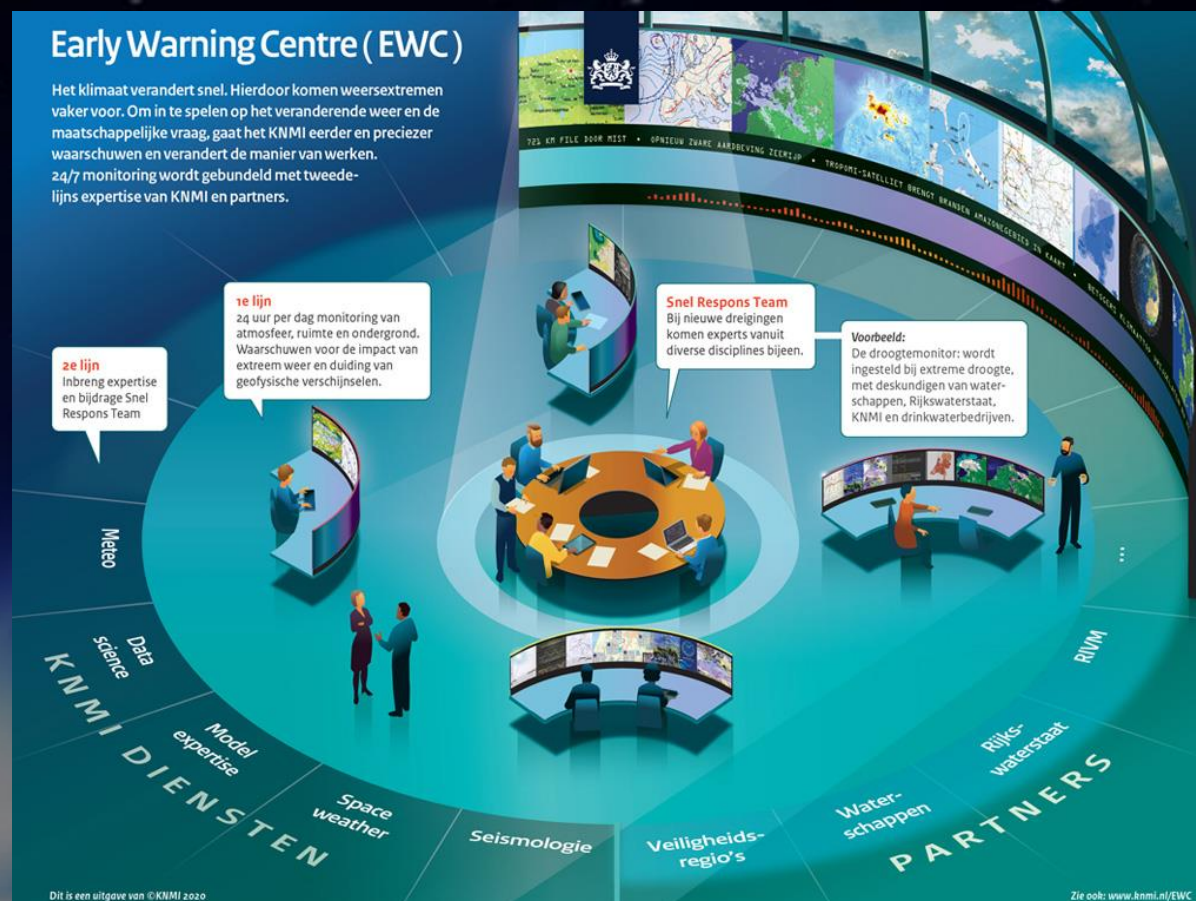 Early Warning Centre ( EWC )
Het klimaat verandert snel. Hierdoor komen weersextremen
vaker voor. Om in te spelen op het veranderende weer en de
maatschappelijke vraag, gaat het KNMI eerder en preciezer
waarschuwen en verandert de manier van werken.
24/7 monitoring wordt gebundeld met tweede-
lijns expertise van KNMI en partners.
721 KM FILE DOOR MIST • OPNIEUW ZWARE AARDBEVING ZEERIJP • TROPOMI-SATELLIET BRENGT BRANDEN AMAZONEGEBIED IN KAART • BETOGERS KLIMAATTOP
1e lijn
24 uur per dag monitoring van
atmosfeer, ruimte en ondergrond.
Waarschuwen voor de impact van
extreem weer en duiding van
geofysische verschijnselen.
Snel Respons Team
Bij nieuwe dreigingen
komen experts vanuit
diverse disciplines bijeen.
Voorbeeld:
De droogtemonitor: wordt
ingesteld bij extreme droogte,
met deskundigen van water-
schappen, Rijkswaterstaat,
KNMI en drinkwaterbedrijven.
2e lijn
Inbreng expertise
en bijdrage Snel
Respons Team
Meteo
Data
science
Model
expertise
Space
weather
Seismologie
KNMI DIENSTEN
Veiligheids-
regio's
Water-
schappen
Rijks-
waterstaat
RIVM
...
PARTNERS
Dit is een uitgave van ©KNMI 2020
Zie ook: www.knmi.nl/EWC